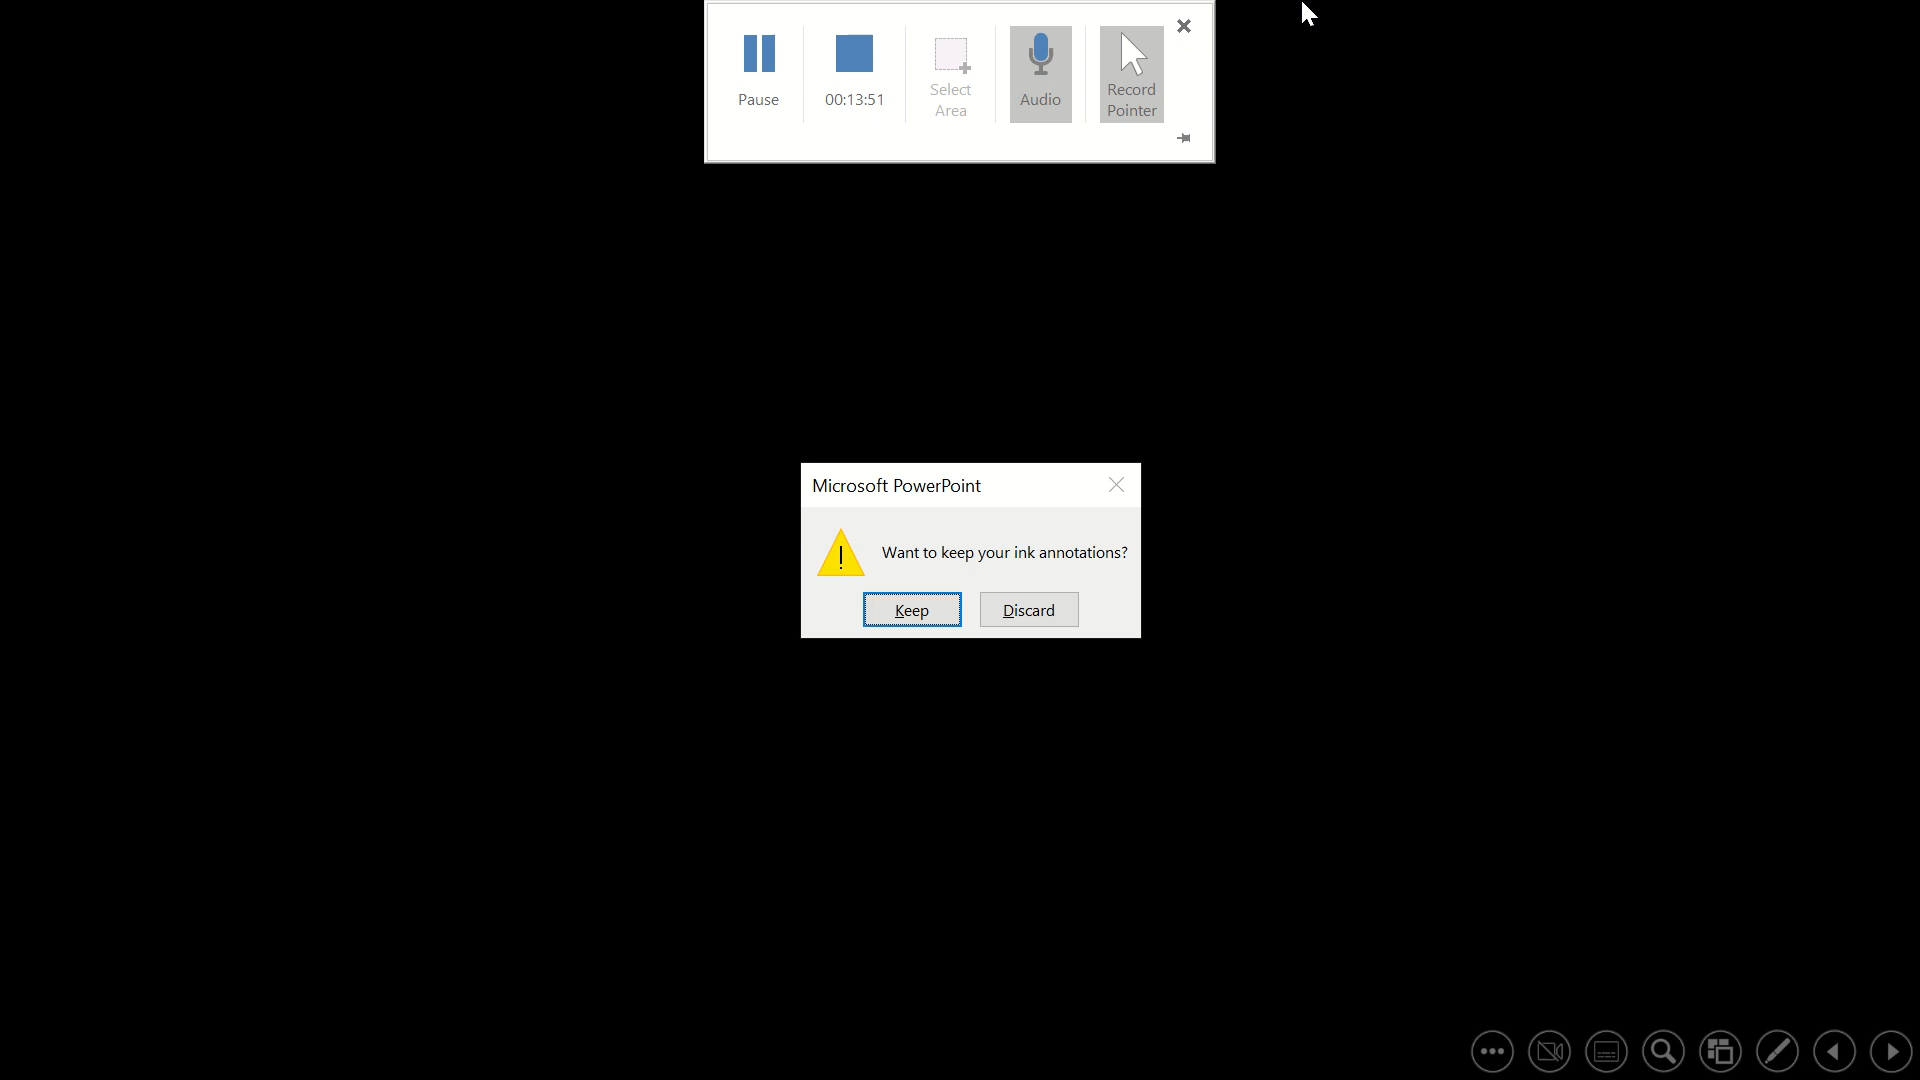 Pause
00:13:51
Select
Area
Audio
Record
Pointer
Microsoft PowerPoint
Want to keep your ink annotations?
Keep
Discard